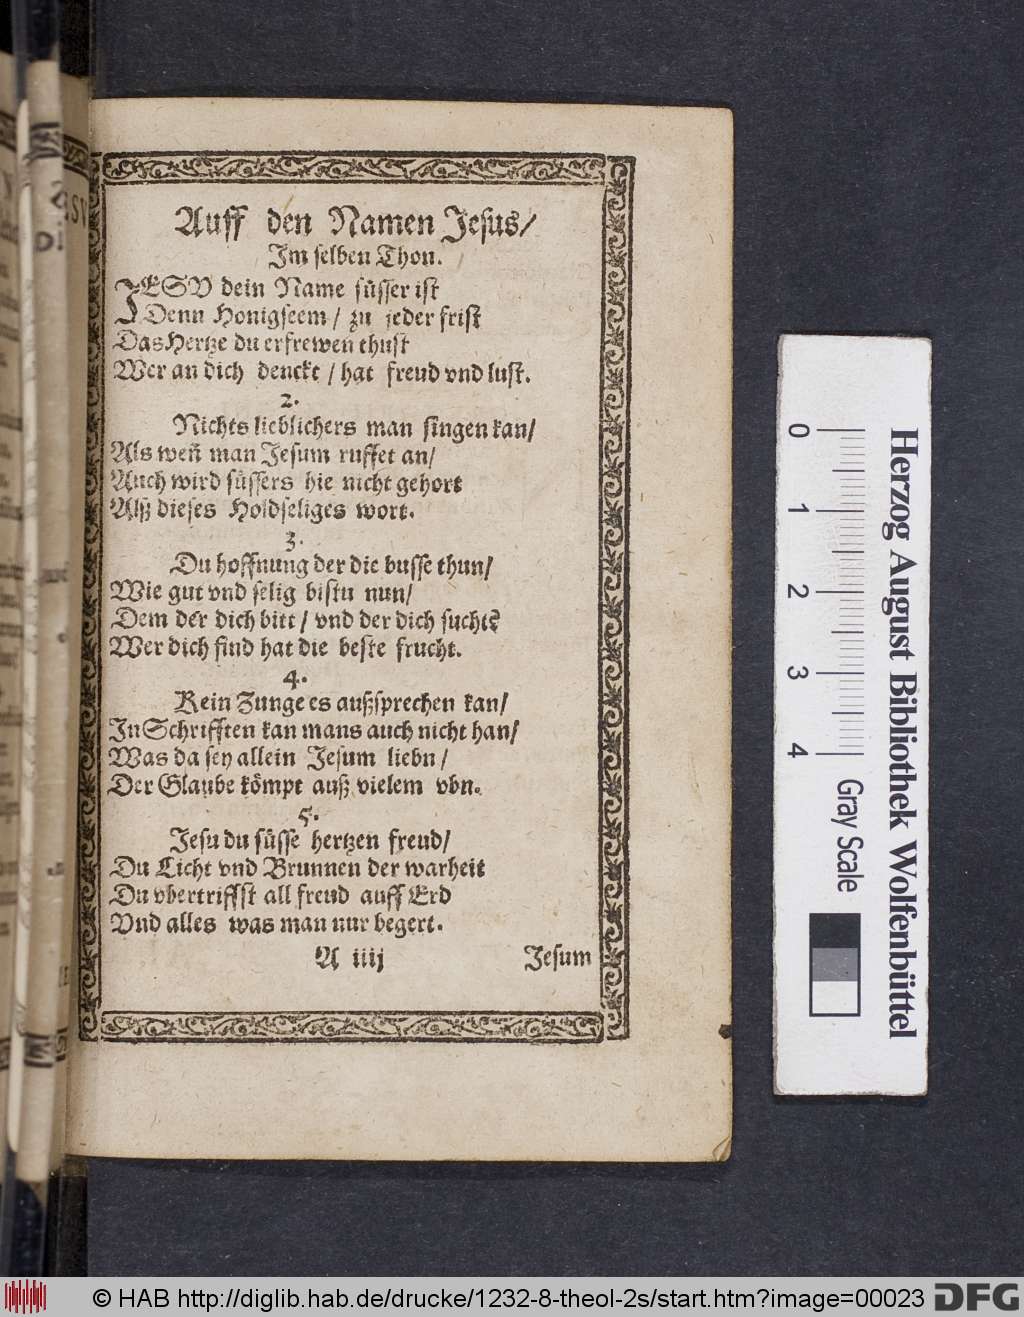 Auff den Namen Jesus/
Im selben Thon.
JESV dein Name süsser ist
Denn Honigseem / zu jeder frist
Das Hertze du erfrewen thust
Wer an dich denckt / hat freud vnd lust.
2.
Nichts lieblichers man singen kan/
Als weñ man Jesum ruffet an/
Auch wird süssers hie nicht gehort
Alß dieses Holdseliges wort.
3.
Du hoffnung der die busse thun/
Wie gut vnd selig bistu nun/
Dem der dich bitt / vnd der dich sucht
Wer dich find hat die beste frucht.
4.
Kein Zunge es außsprechen kan/
In Schrifften kan mans auch nicht han/
Was da sey allein Jesum liebn/
Der Glaube kömpt auß vielem vbn.
5.
Jesu du süsse hertzen freud/
Du Licht vnd Brunnen der warheit
Du vbertriffst all freud auff Erd
Vnd alles was man nur begert.
A iiij Jesum
0 1 2 3 4
Herzog August Bibliothek Wolfenbüttel
Gray Scale
© HAB http://diglib.hab.de/drucke/1232-8-theol-2s/start.htm?image=00023 DFG